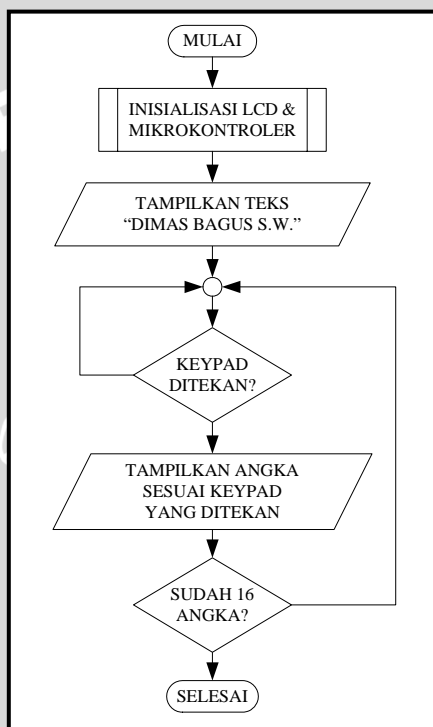 MULAI
INISIALISASI LCD &
MIKROKONTROLER
TAMPILKAN TEKS
“DIMAS BAGUS S.W.”
KEYPAD
DITEKAN?
TAMPILKAN ANGKA
SESUAI KEYPAD
YANG DITEKAN
SUDAH 16
ANGKA?
SELESAI